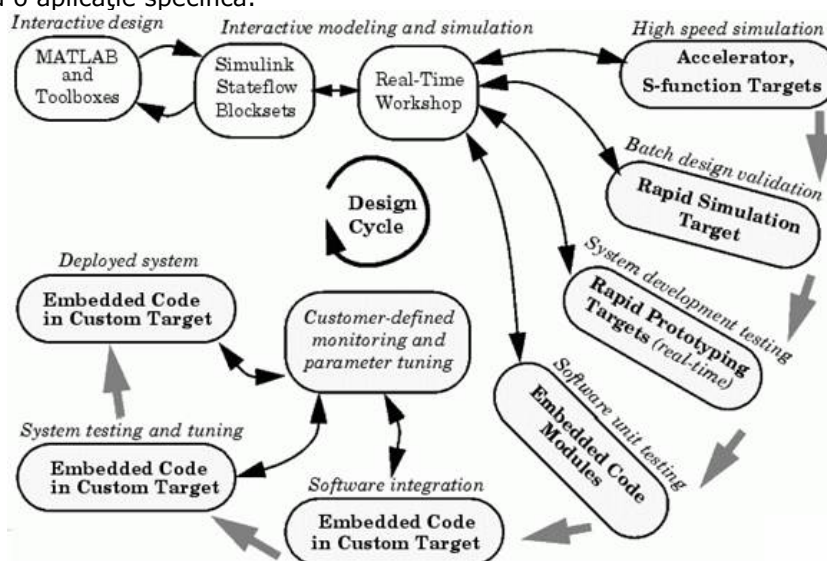 o aplicație specifică.
Interactive design
Interactive modeling and simulation
High speed simulation
MATLAB
and
Toolboxes
Simulink
Stateflow
Blocksets
Real-Time
Workshop
Accelerator,
S-function Targets
Batch design validation
Rapid Simulation
Target
Design
Cycle
System development testing
Rapid Prototyping
Targets (real-time)
Deployed system
Embedded Code
in Custom Target
Customer-defined
monitoring and
parameter tuning
Software unit testing
Embedded Code
Modules
System testing and tuning
Embedded Code
in Custom Target
Software integration
Embedded Code
in Custom Target